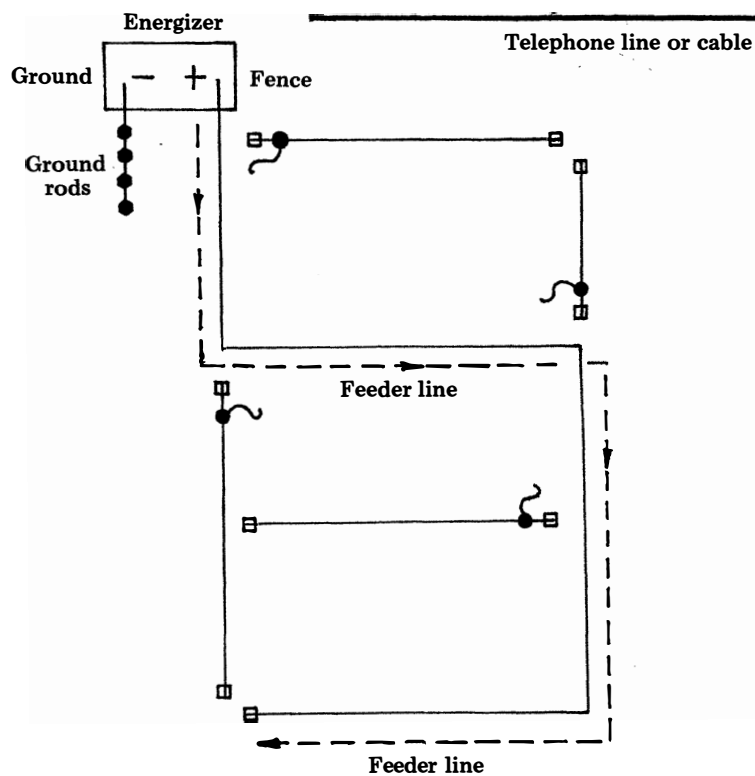 Energizer
Telephone line or cable
Ground
− +
Fence
Ground
rods
Feeder line
Feeder line